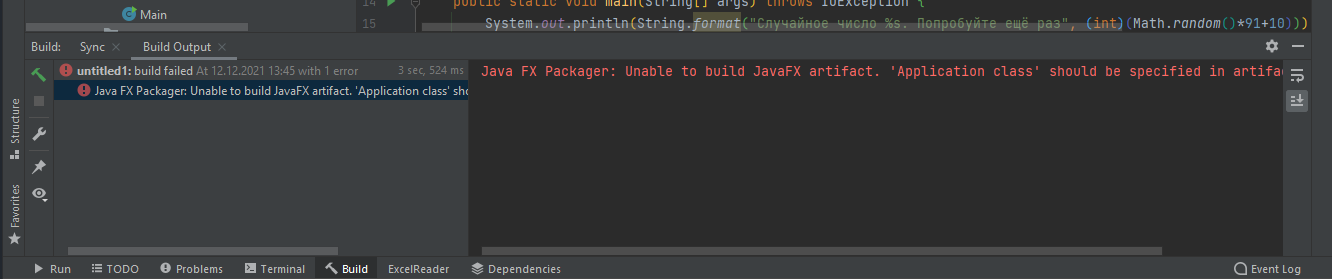 Main
14 public static void main(String[] args) throws IOException {
15 System.out.println(String.format("Случайное число %s. Попробуйте ещё раз", (int)(Math.random()*91+10)))
Build: Sync Build Output
untitled1: build failed At 12.12.2021 13:45 with 1 error 3 sec, 524 ms
Java FX Packager: Unable to build JavaFX artifact. 'Application class' sho
Java FX Packager: Unable to build JavaFX artifact. 'Application class' should be specified in artifa
Structure
Favorites
Run TODO Problems Terminal Build ExcelReader Dependencies Event Log